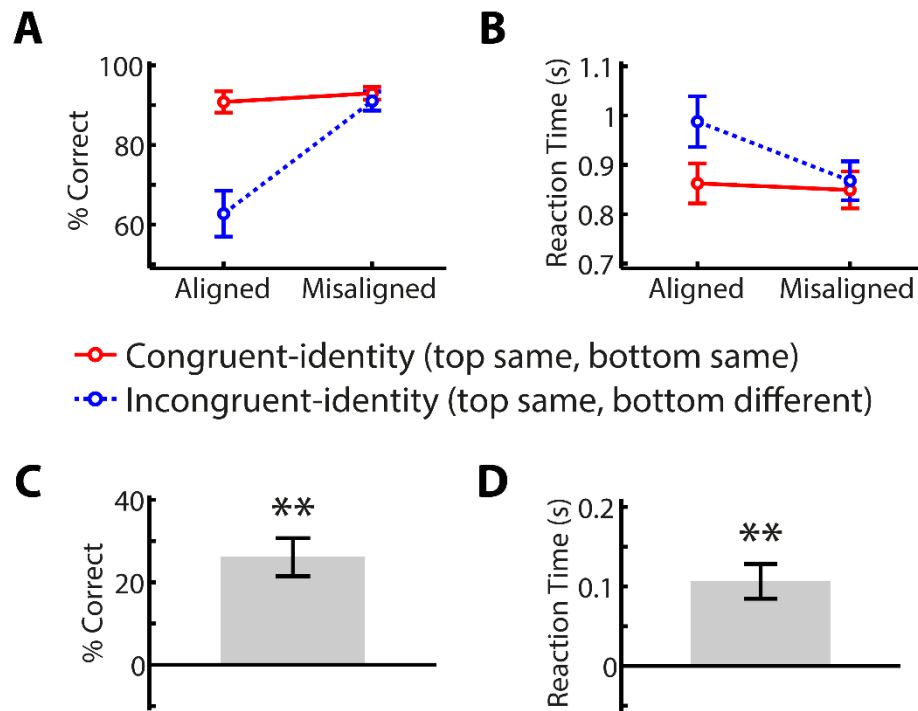 A
% Correct
100
80
60
Aligned
Misaligned
B
Reaction Time (s)
1.1
1
0.9
0.8
0.7
Aligned
Misaligned
Congruent-identity (top same, bottom same)
Incongruent-identity (top same, bottom different)
C
% Correct
40
20
0
**
D
Reaction Time (s)
0.2
0.1
0
**